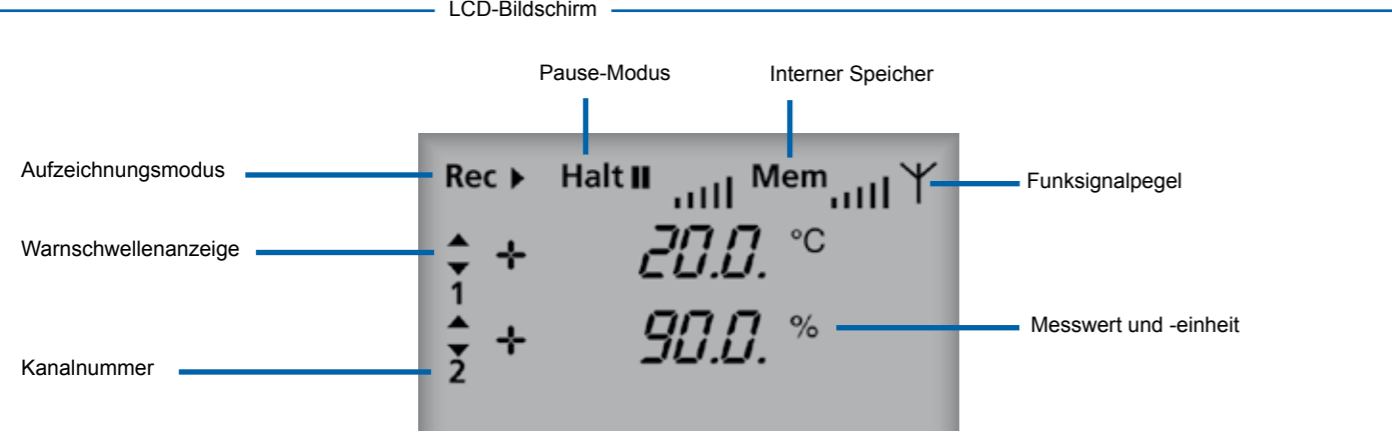 LCD-Bildschirm
Pause-Modus
Interner Speicher
Aufzeichnungsmodus
Rec Halt Mem
Funksignalpegel
Warnschwellenanzeige
+ 20.0. °C
1
+ 90.0. %
Messwert und -einheit
Kanalnummer
2